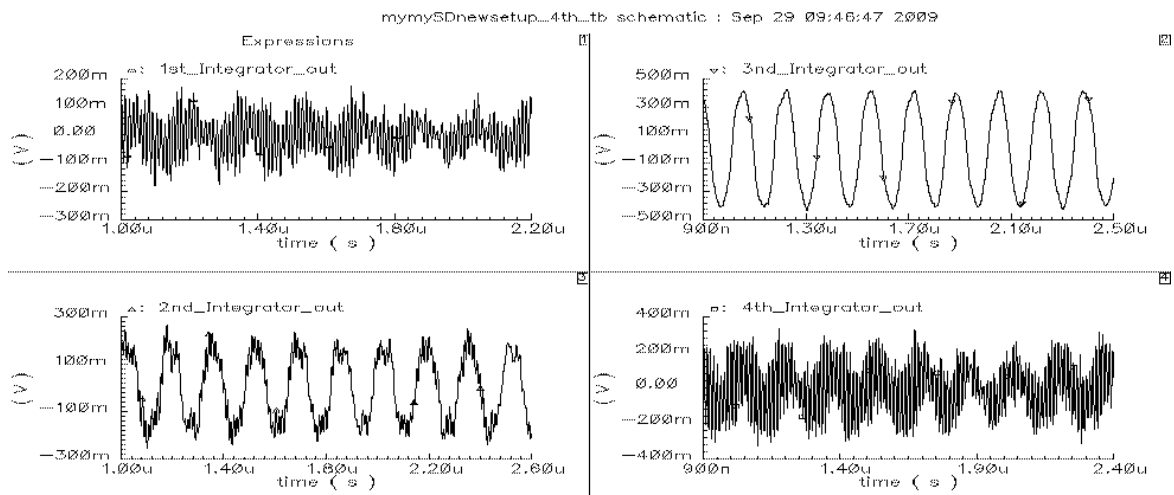 mymySDnewsetup_4th_tb schematic : Sep 29 09:46:47 2009
Expressions
1
: 1st_Integrator_out
200m
100m
0.00
-100m
-200m
-300m
(V)
1.00u 1.40u 1.80u 2.20u
time ( s )
2
: 3nd_Integrator_out
500m
300m
100m
-100m
-300m
-500m
(V)
900n 1.30u 1.70u 2.10u 2.50u
time ( s )
3
: 2nd_Integrator_out
300m
100m
-100m
-300m
(V)
1.00u 1.40u 1.80u 2.20u 2.60u
time ( s )
4
: 4th_Integrator_out
400m
200m
0.00
-200m
-400m
(V)
900n 1.40u 1.90u 2.40u
time ( s )